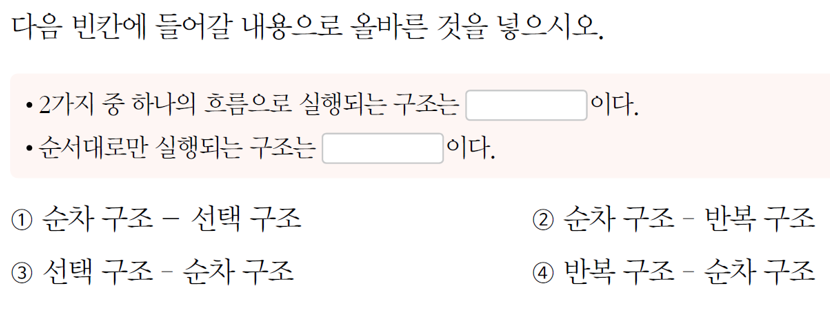 다음 빈칸에 들어갈 내용으로 올바른 것을 넣으시오.
• 2가지 중 하나의 흐름으로 실행되는 구조는 이다.
• 순서대로만 실행되는 구조는 이다.
① 순차 구조 – 선택 구조 ② 순차 구조 - 반복 구조
③ 선택 구조 - 순차 구조 ④ 반복 구조 - 순차 구조